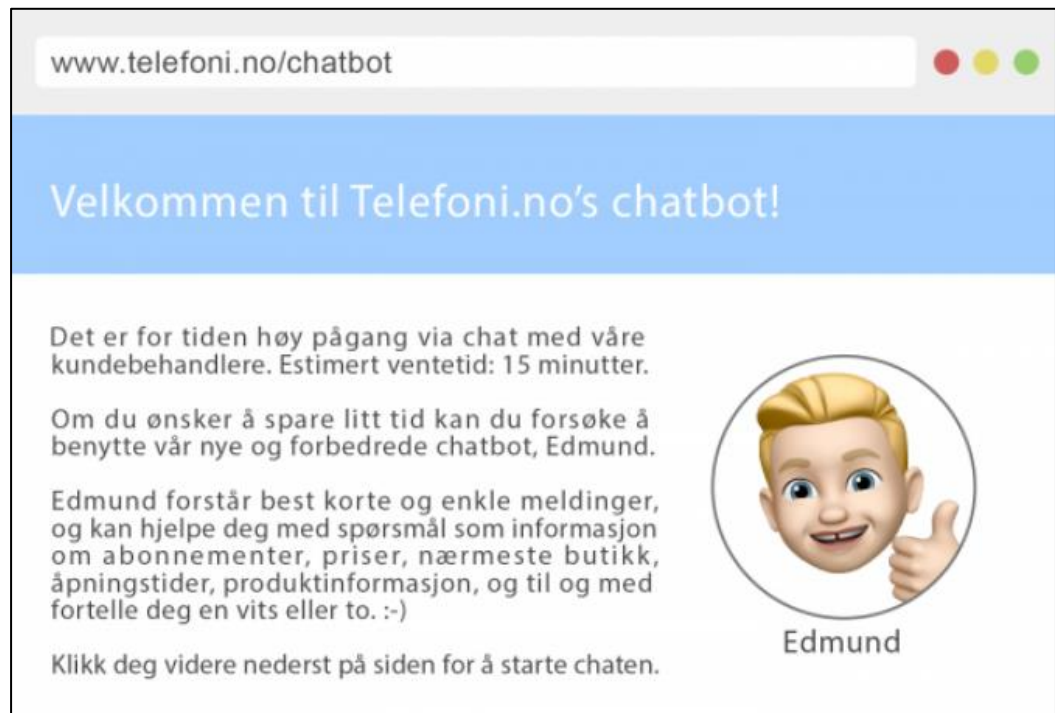 www.telefoni.no/chatbot
Velkommen til Telefoni.no’s chatbot!
Det er for tiden høy pågang via chat med våre
kundebehandlere. Estimert ventetid: 15 minutter.
Om du ønsker å spare litt tid kan du forsøke å
benytte vår nye og forbedrede chatbot, Edmund.
Edmund forstår best korte og enkle meldinger,
og kan hjelpe deg med spørsmål som informasjon
om abonnementer, priser, nærmeste butikk,
åpningstider, produktinformasjon, og til og med
fortelle deg en vits eller to. :-)
Klikk deg videre nederst på siden for å starte chaten.
Edmund